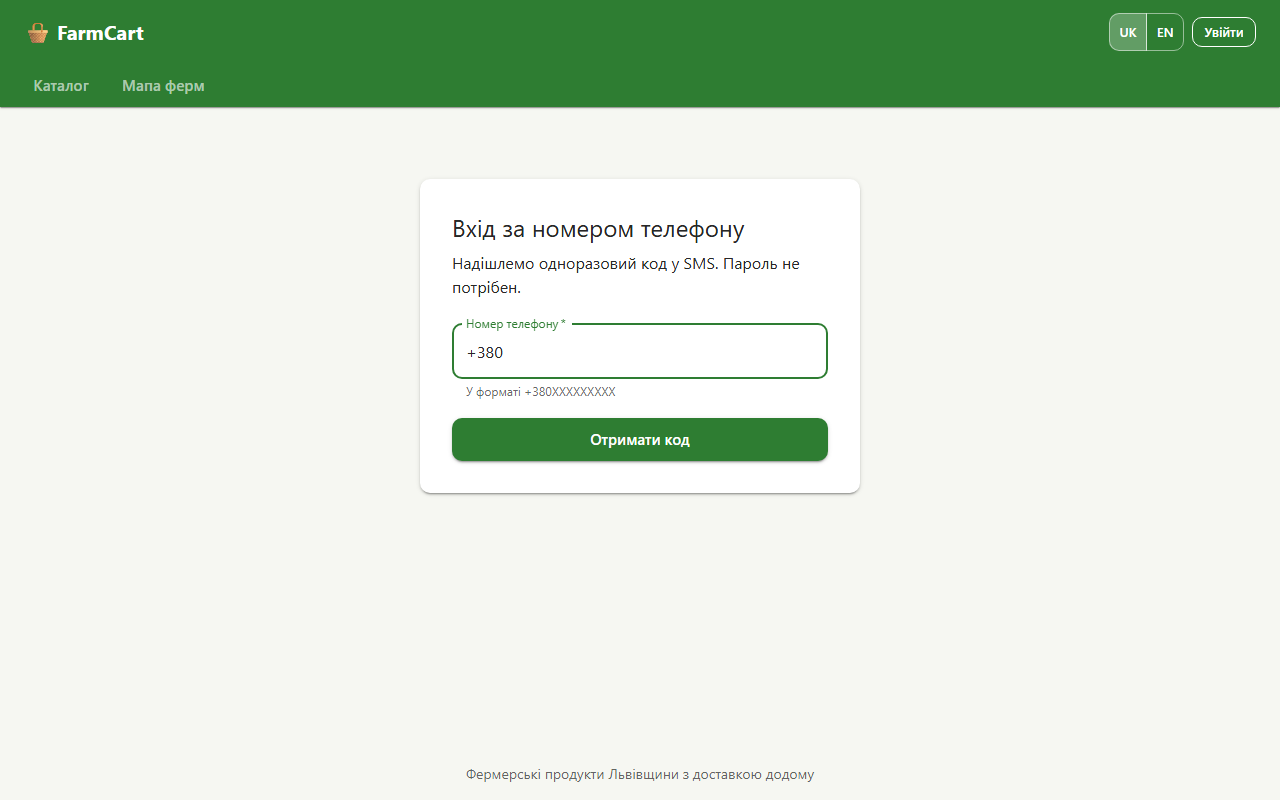 FarmCart
UK
EN
Увійти
Каталог
Мапа ферм
Вхід за номером телефону
Надішлемо одноразовий код у SMS. Пароль не
потрібен.
Номер телефону *
+380
У форматі +380XXXXXXXXX
Отримати код
Фермерські продукти Львівщини з доставкою додому